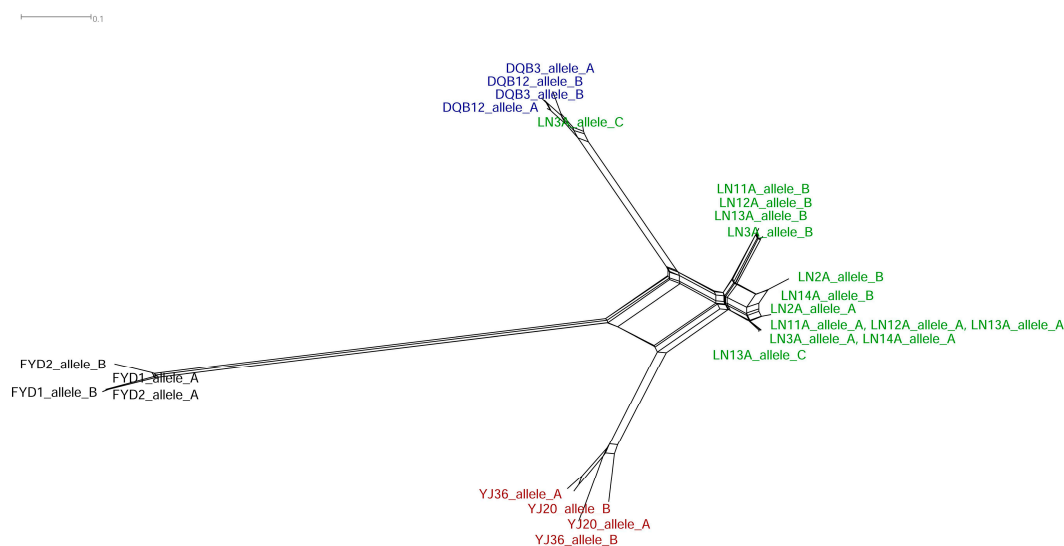 0.1
DQB3_allele_A
DQB12_allele_B
DQB3_allele_B
DQB12_allele_A
LN3A_allele_C
LN11A_allele_B
LN12A_allele_B
LN13A_allele_B
LN3A_allele_B
LN2A_allele_B
LN14A_allele_B
LN2A_allele_A
LN11A_allele_A, LN12A_allele_A, LN13A_allele_A
LN3A_allele_A, LN14A_allele_A
LN13A_allele_C
FYD2_allele_B
FYD1_allele_A
FYD1_allele_B
FYD2_allele_A
YJ36_allele_A
YJ20_allele_B
YJ20_allele_A
YJ36_allele_B